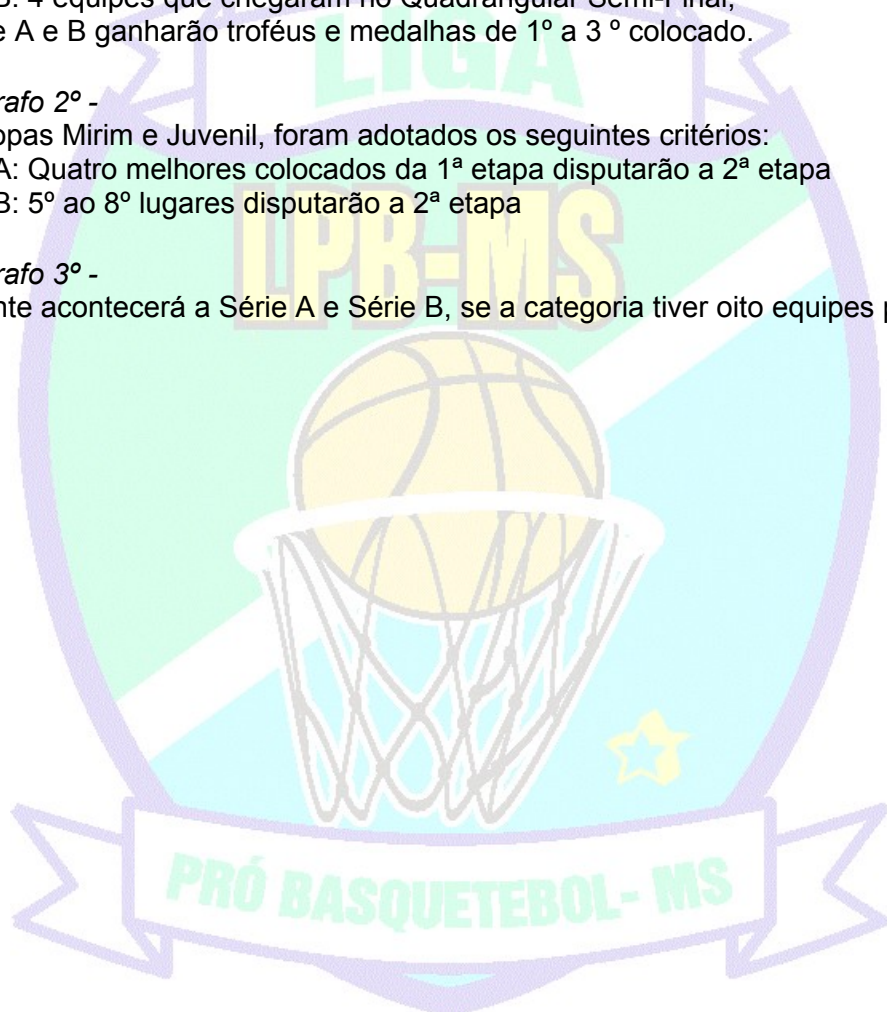 B: 4 equipes que chegaram no Quadrangular Semi-Final;
e A e B ganharão troféus e medalhas de 1º a 3 º colocado.
rafo 2º -
opas Mirim e Juvenil, foram adotados os seguintes critérios:
A: Quatro melhores colocados da 1ª etapa disputarão a 2ª etapa
B: 5º ao 8º lugares disputarão a 2ª etapa
rafo 3º -
nte acontecerá a Série A e Série B, se a categoria tiver oito equipes p
LIGA
LPB-MS
PRÓ BASQUETEBOL- MS